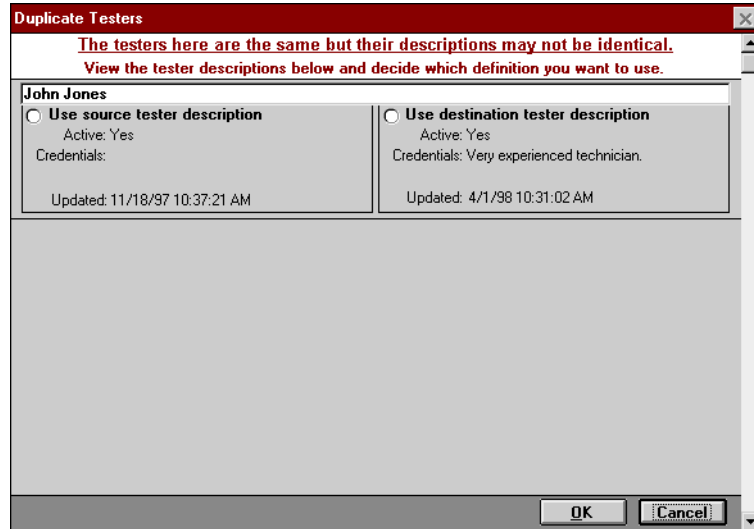 Duplicate Testers
The testers here are the same but their descriptions may not be identical.
View the tester descriptions below and decide which definition you want to use.
John Jones
Use source tester description
Active: Yes
Credentials:
Updated: 11/18/97 10:37:21 AM
Use destination tester description
Active: Yes
Credentials: Very experienced technician.
Updated: 4/1/98 10:31:02 AM
OK
Cancel